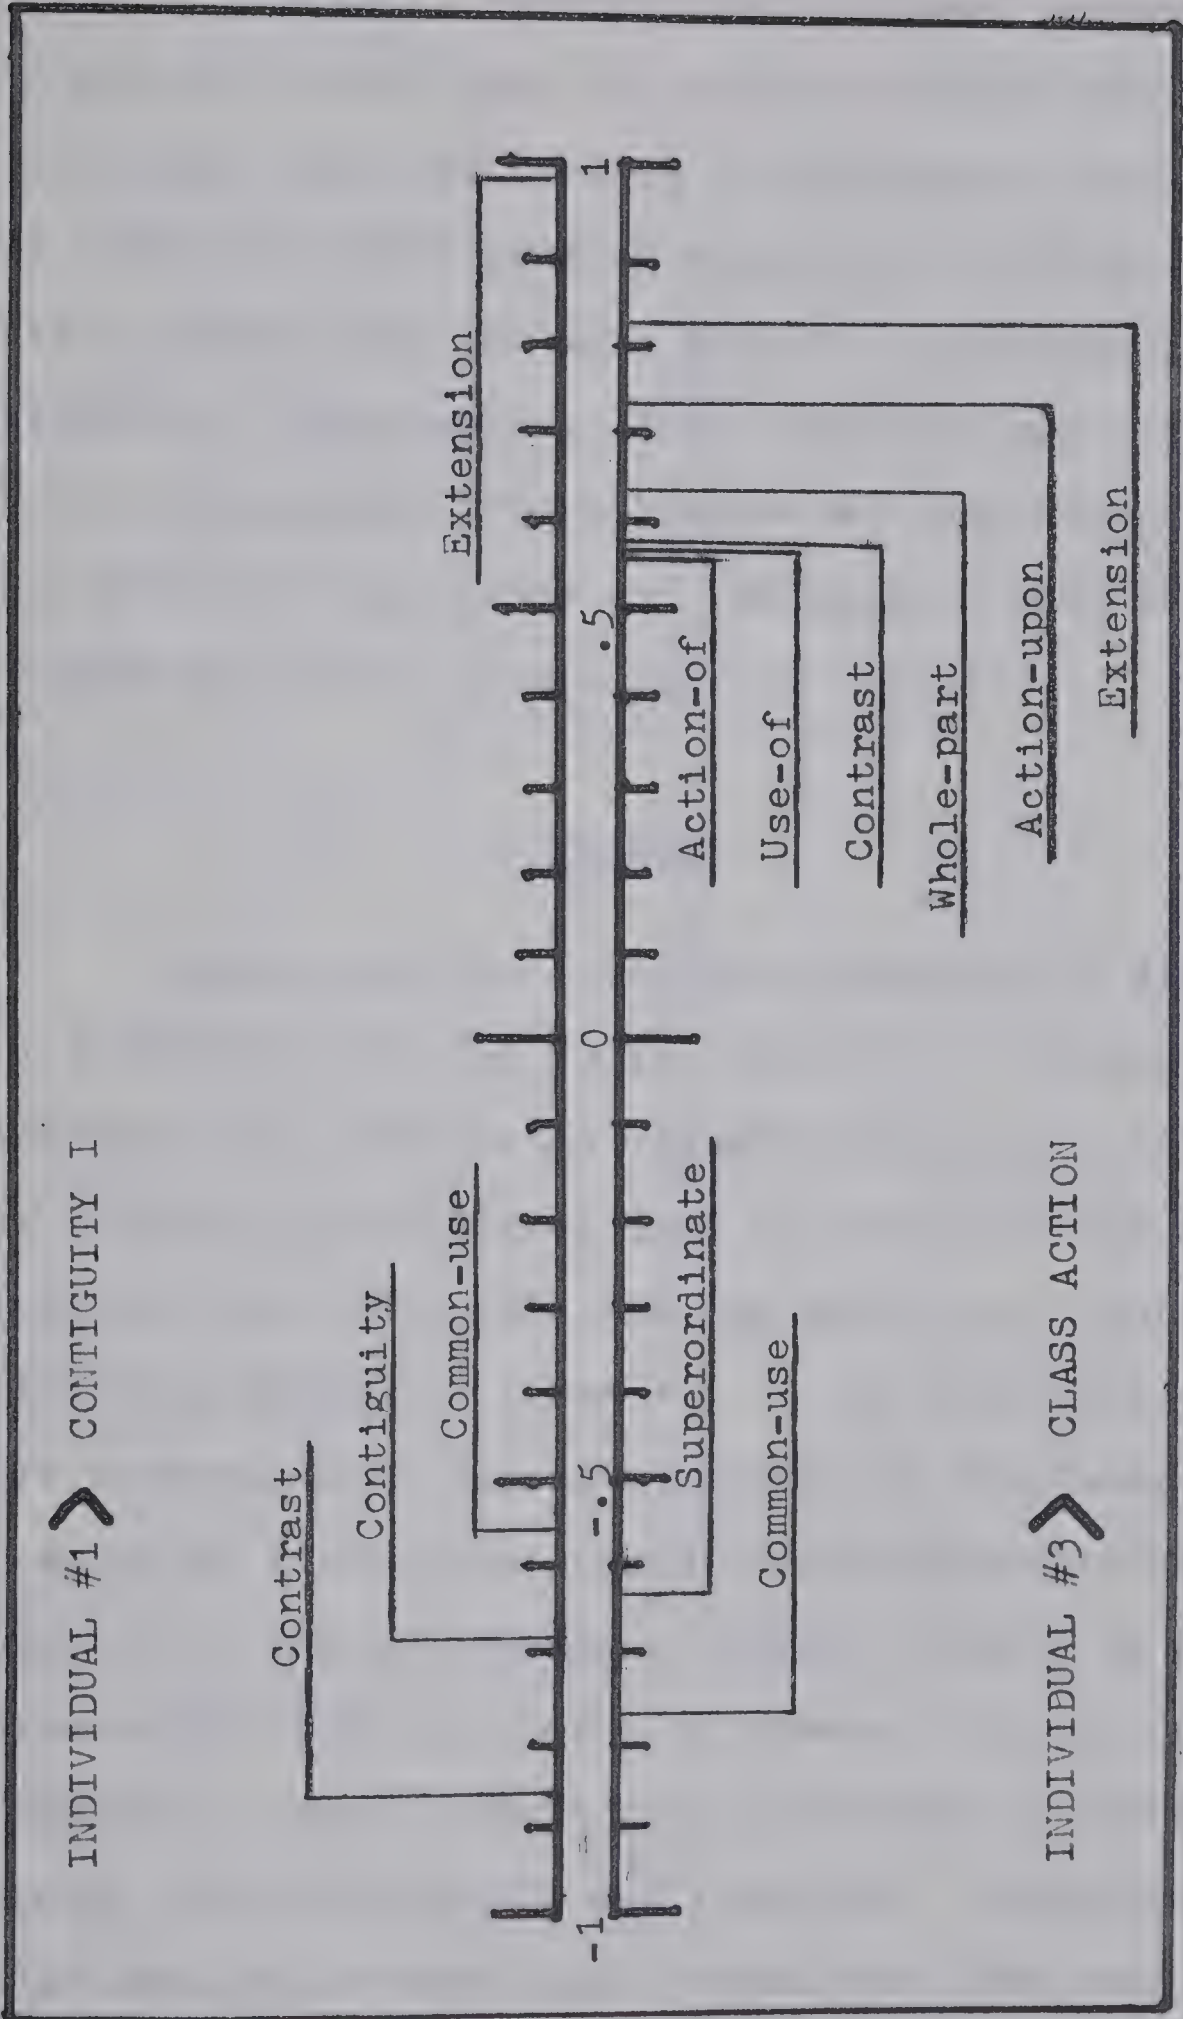 INDIVIDUAL #1 > CONTIGUITY I
Contrast
Contiguity
Common-use
Extension
-1
-.5
0
.5
1
Superordinate
Common-use
Action-of
Use-of
Contrast
Whole-part
Action-upon
Extension
INDIVIDUAL #3 > CLASS ACTION